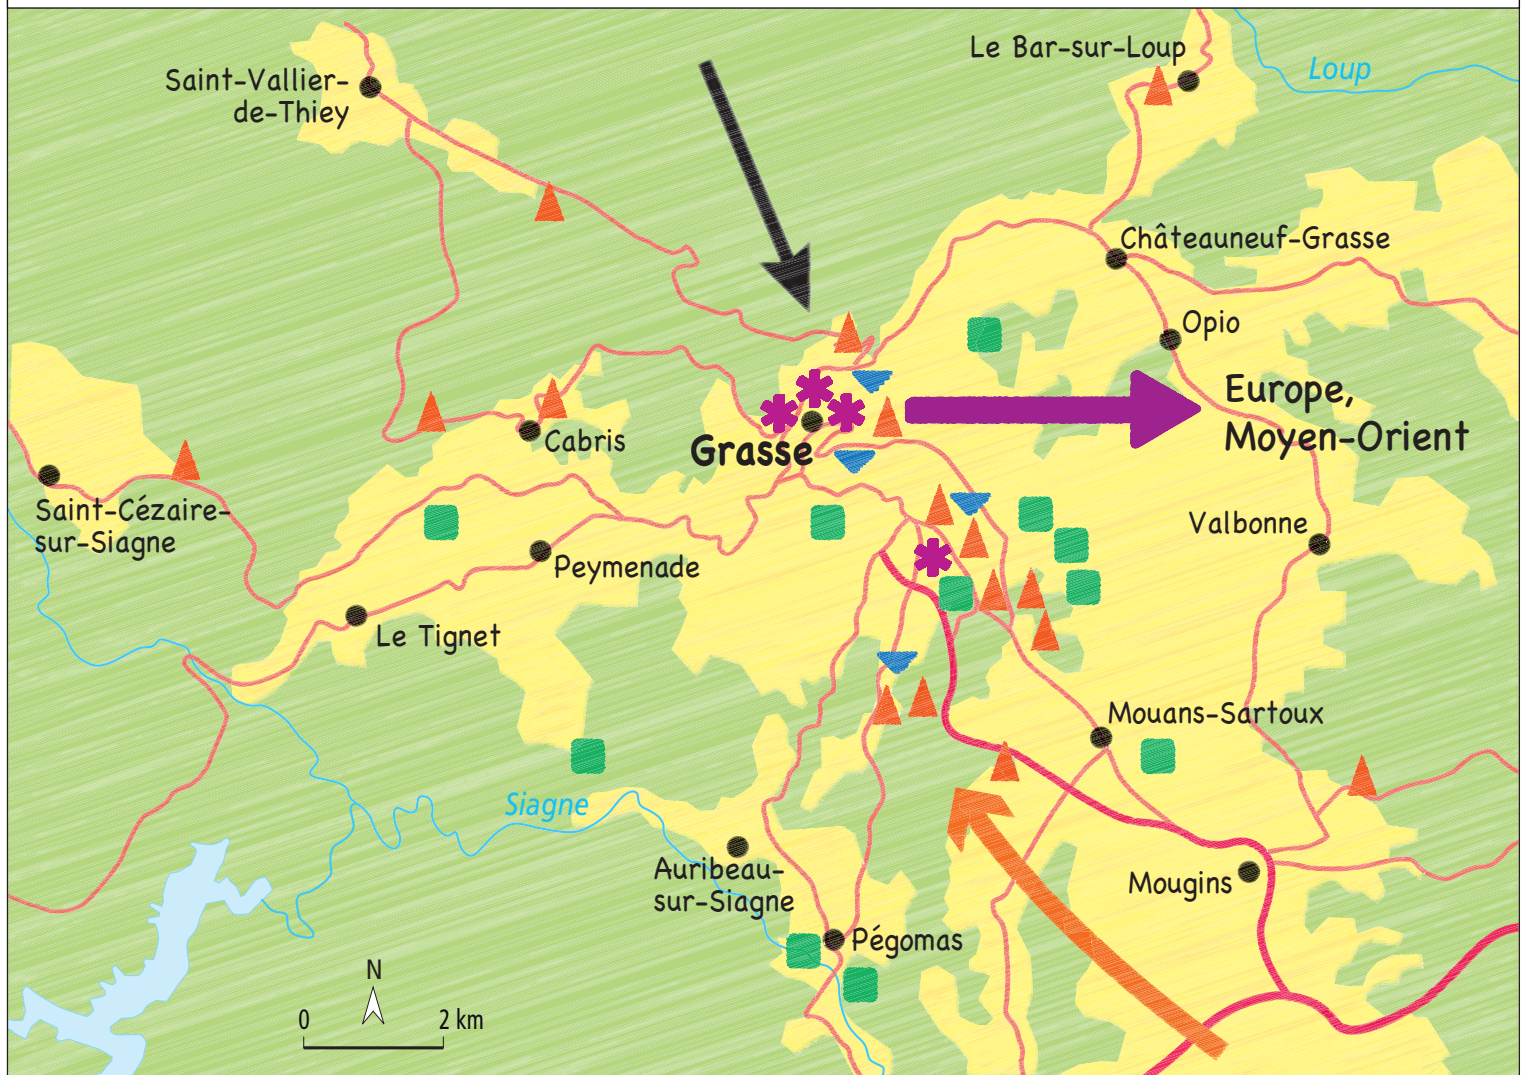 Le Bar-sur-Loup
Loup
Saint-Vallier-
de-Thiey
Châteauneuf-Grasse
Opio
Europe,
Moyen-Orient
Grasse
Cabris
Saint-Cézaire-
sur-Siagne
Valbonne
Peymenade
Le Tignet
Mouans-Sartoux
Siagne
Auribeau-
sur-Siagne
Mougins
Pégomas
N
0 2 km